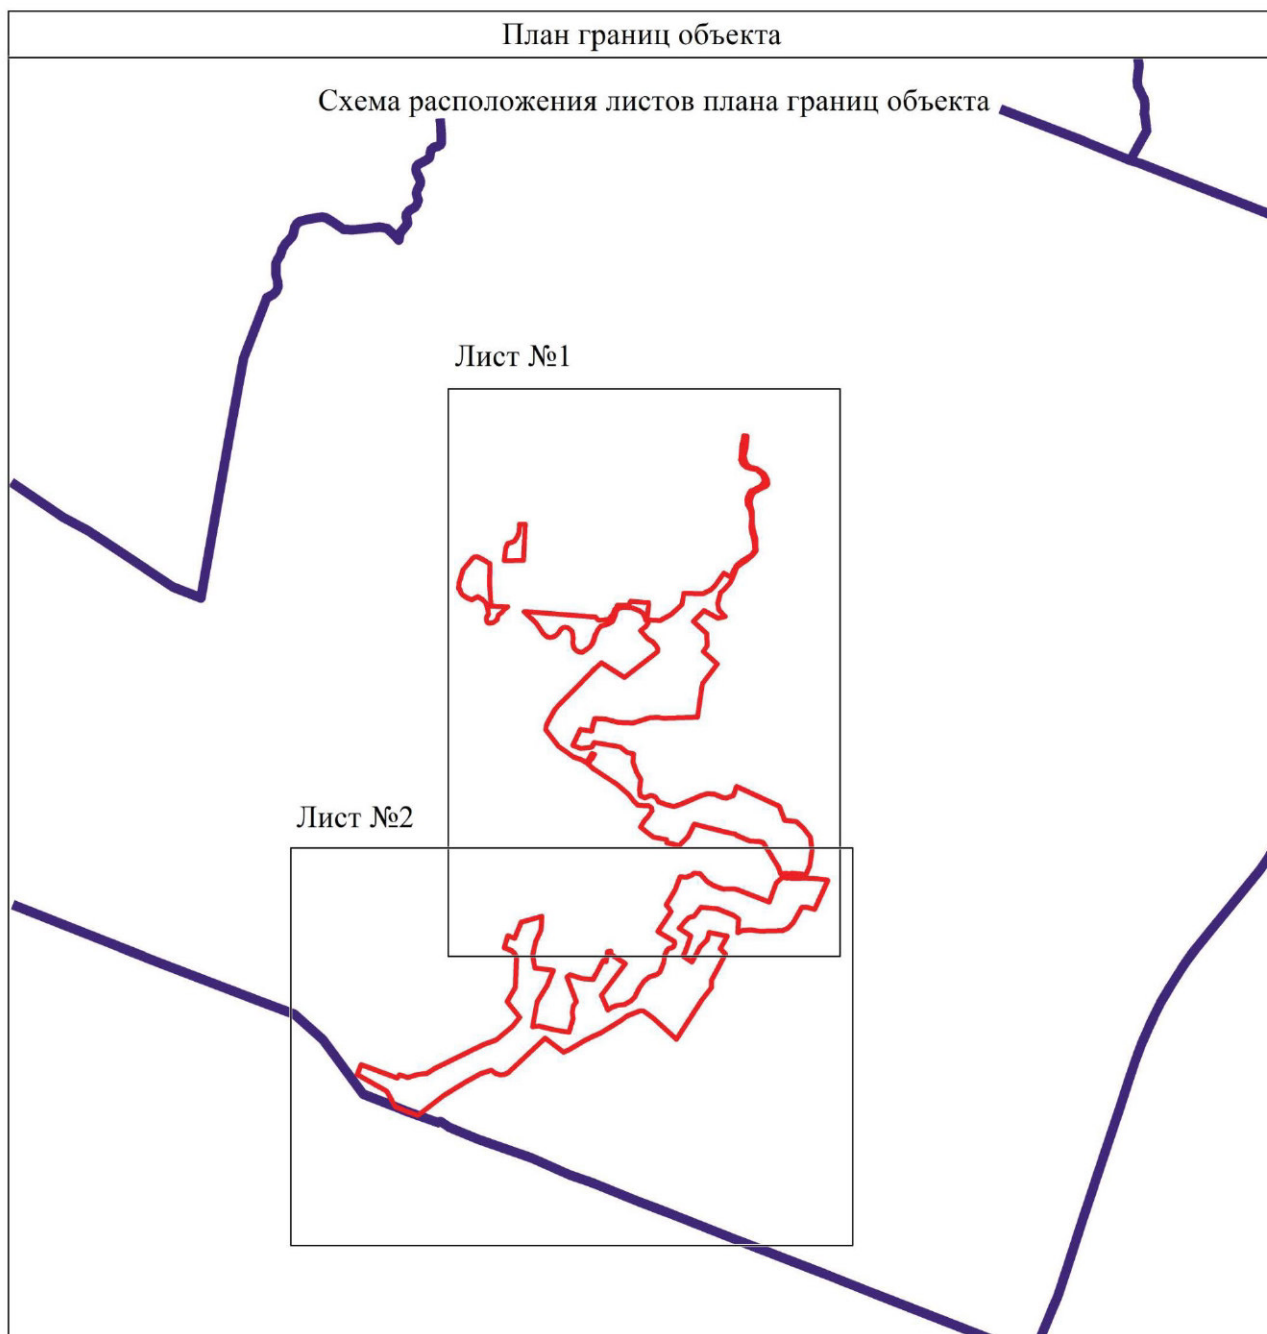 План границ объекта
Схема расположения листов плана границ объекта
Лист №1
Лист №2